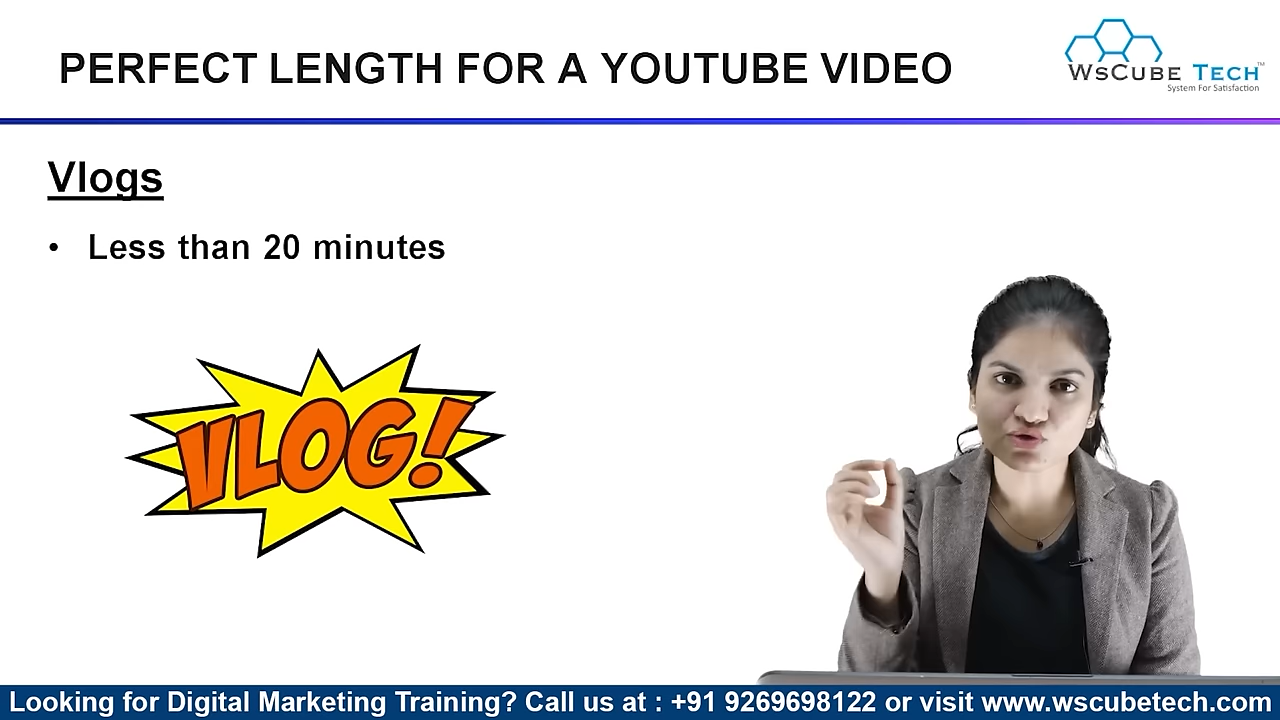 PERFECT LENGTH FOR A YOUTUBE VIDEO
WSCUBE TECH™
System For Satisfaction
Vlogs
• Less than 20 minutes
VLOG!
Looking for Digital Marketing Training? Call us at : +91 9269698122 or visit www.wscubetech.com